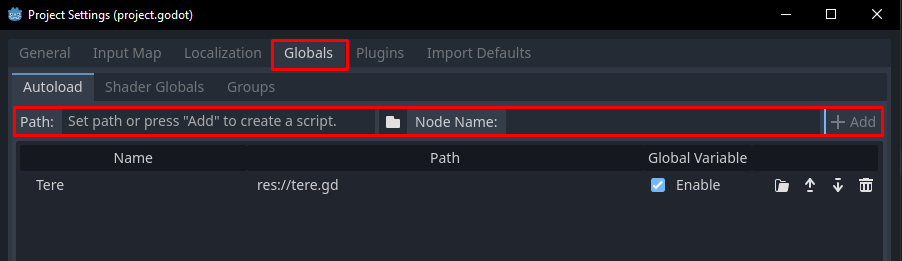 Project Settings (project.godot)
General Input Map Localization Globals Plugins Import Defaults
Autoload Shader Globals Groups
Path: Set path or press "Add" to create a script. Node Name: Add
Name Path Global Variable
Tere res://tere.gd Enable